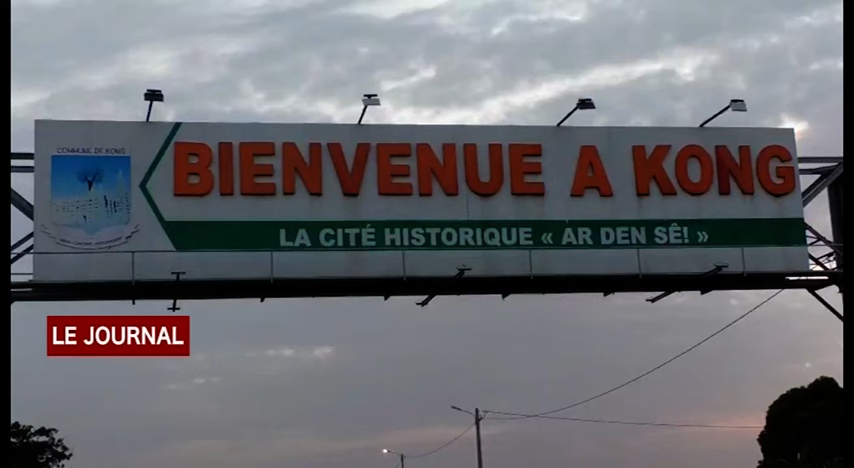 COMMUNE DE KONG
BIENVENUE A KONG
LA CITÉ HISTORIQUE « AR DEN SÊ! »
LE JOURNAL